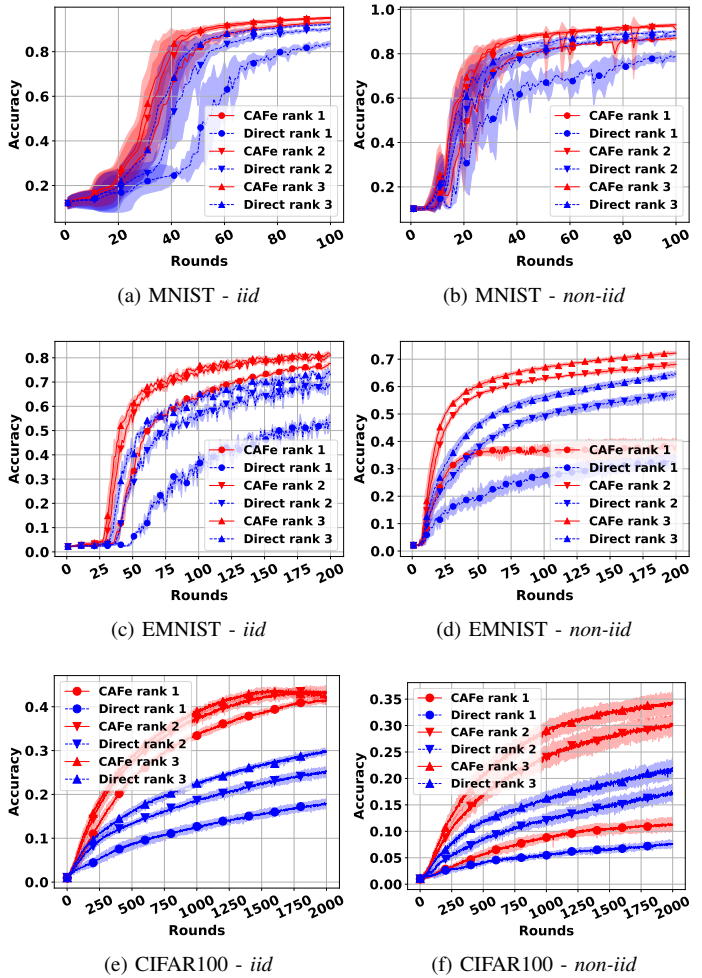 0.8
0.6
0.4
0.2
Accuracy
CAFe rank 1
Direct rank 1
CAFe rank 2
Direct rank 2
CAFe rank 3
Direct rank 3
0 20 40 60 80 100
Rounds
(a) MNIST - iid
1.0
0.8
0.6
0.4
0.2
Accuracy
CAFe rank 1
Direct rank 1
CAFe rank 2
Direct rank 2
CAFe rank 3
Direct rank 3
0 20 40 60 80 100
Rounds
(b) MNIST - non-iid
0.8
0.7
0.6
0.5
0.4
0.3
0.2
0.1
0.0
Accuracy
CAFe rank 1
Direct rank 1
CAFe rank 2
Direct rank 2
CAFe rank 3
Direct rank 3
0 25 50 75 100 125 150 175 200
Rounds
(c) EMNIST - iid
0.7
0.6
0.5
0.4
0.3
0.2
0.1
0.0
Accuracy
CAFe rank 1
Direct rank 1
CAFe rank 2
Direct rank 2
CAFe rank 3
Direct rank 3
0 25 50 75 100 125 150 175 200
Rounds
(d) EMNIST - non-iid
0.4
0.3
0.2
0.1
0.0
Accuracy
CAFe rank 1
Direct rank 1
CAFe rank 2
Direct rank 2
CAFe rank 3
Direct rank 3
0 250 500 750 1000 1250 1500 1750 2000
Rounds
(e) CIFAR100 - iid
0.35
0.30
0.25
0.20
0.15
0.10
0.05
0.00
Accuracy
CAFe rank 1
Direct rank 1
CAFe rank 2
Direct rank 2
CAFe rank 3
Direct rank 3
0 250 500 750 1000 1250 1500 1750 2000
Rounds
(f) CIFAR100 - non-iid